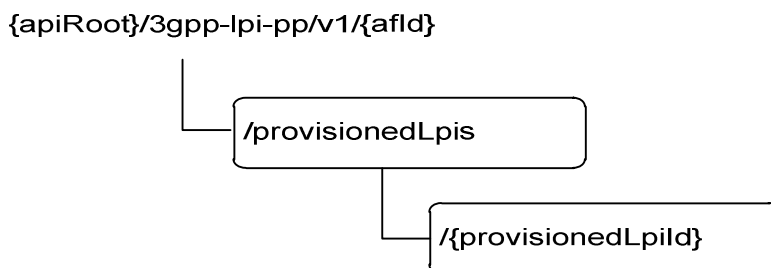 {apiRoot}/3gpp-lpi-pp/v1/{afId}
/provisionedLpis
/{provisionedLpiId}